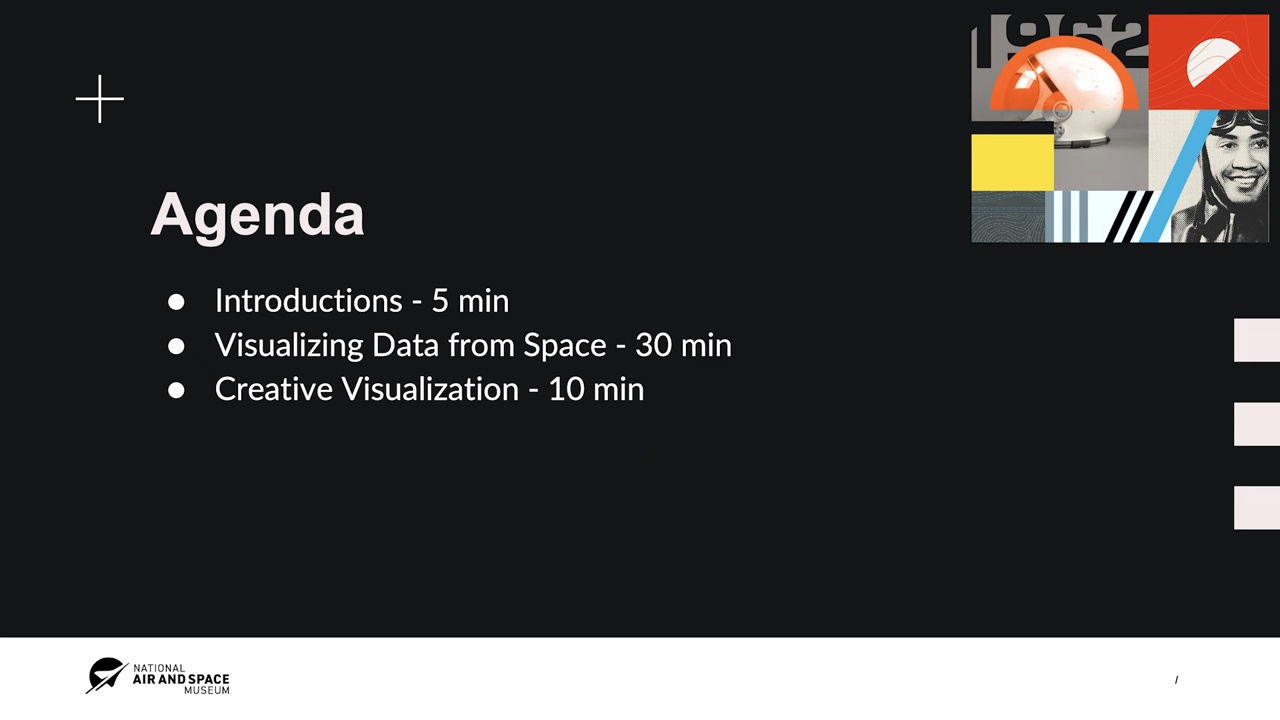 1962
Agenda
● Introductions - 5 min
● Visualizing Data from Space - 30 min
● Creative Visualization - 10 min
NATIONAL
AIR AND SPACE
MUSEUM
/